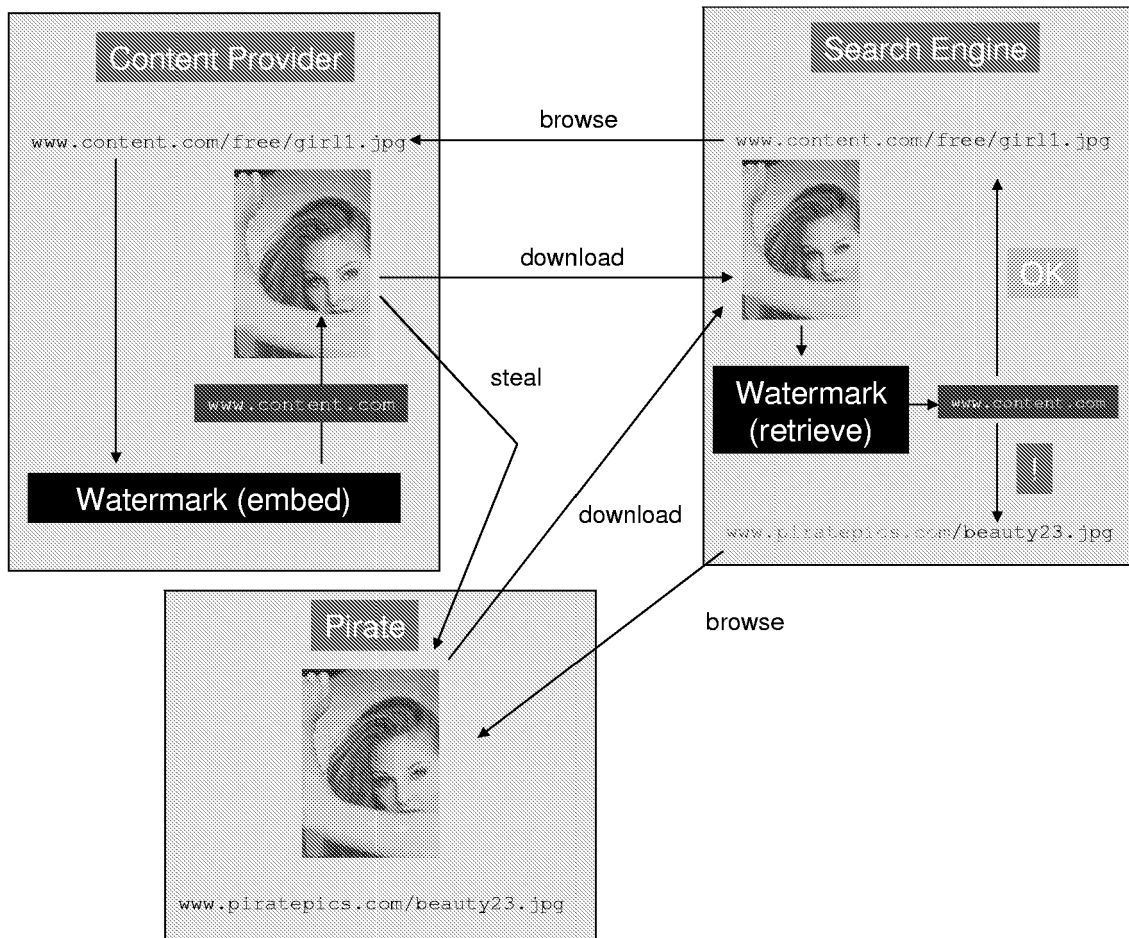 Content Provider
www.content.com/free/girl1.jpg
www.content.com
Watermark (embed)
browse
download
steal
download
browse
Search Engine
www.content.com/free/girl1.jpg
OK
Watermark
(retrieve)
www.content.com
!
www.piratepics.com/beauty23.jpg
Pirate
www.piratepics.com/beauty23.jpg